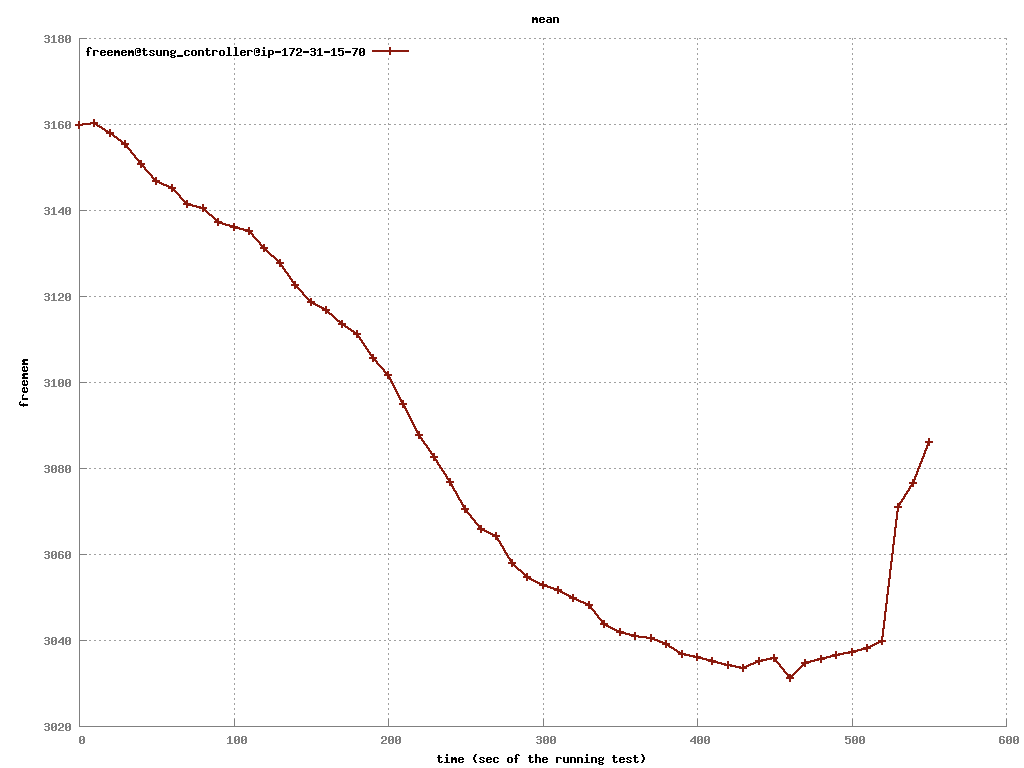 mean
3180
freemem@tsung_controller@ip-172-31-15-70
3160
3140
3120
3100
freemem
3080
3060
3040
3020
0 100 200 300 400 500 600
time (sec of the running test)